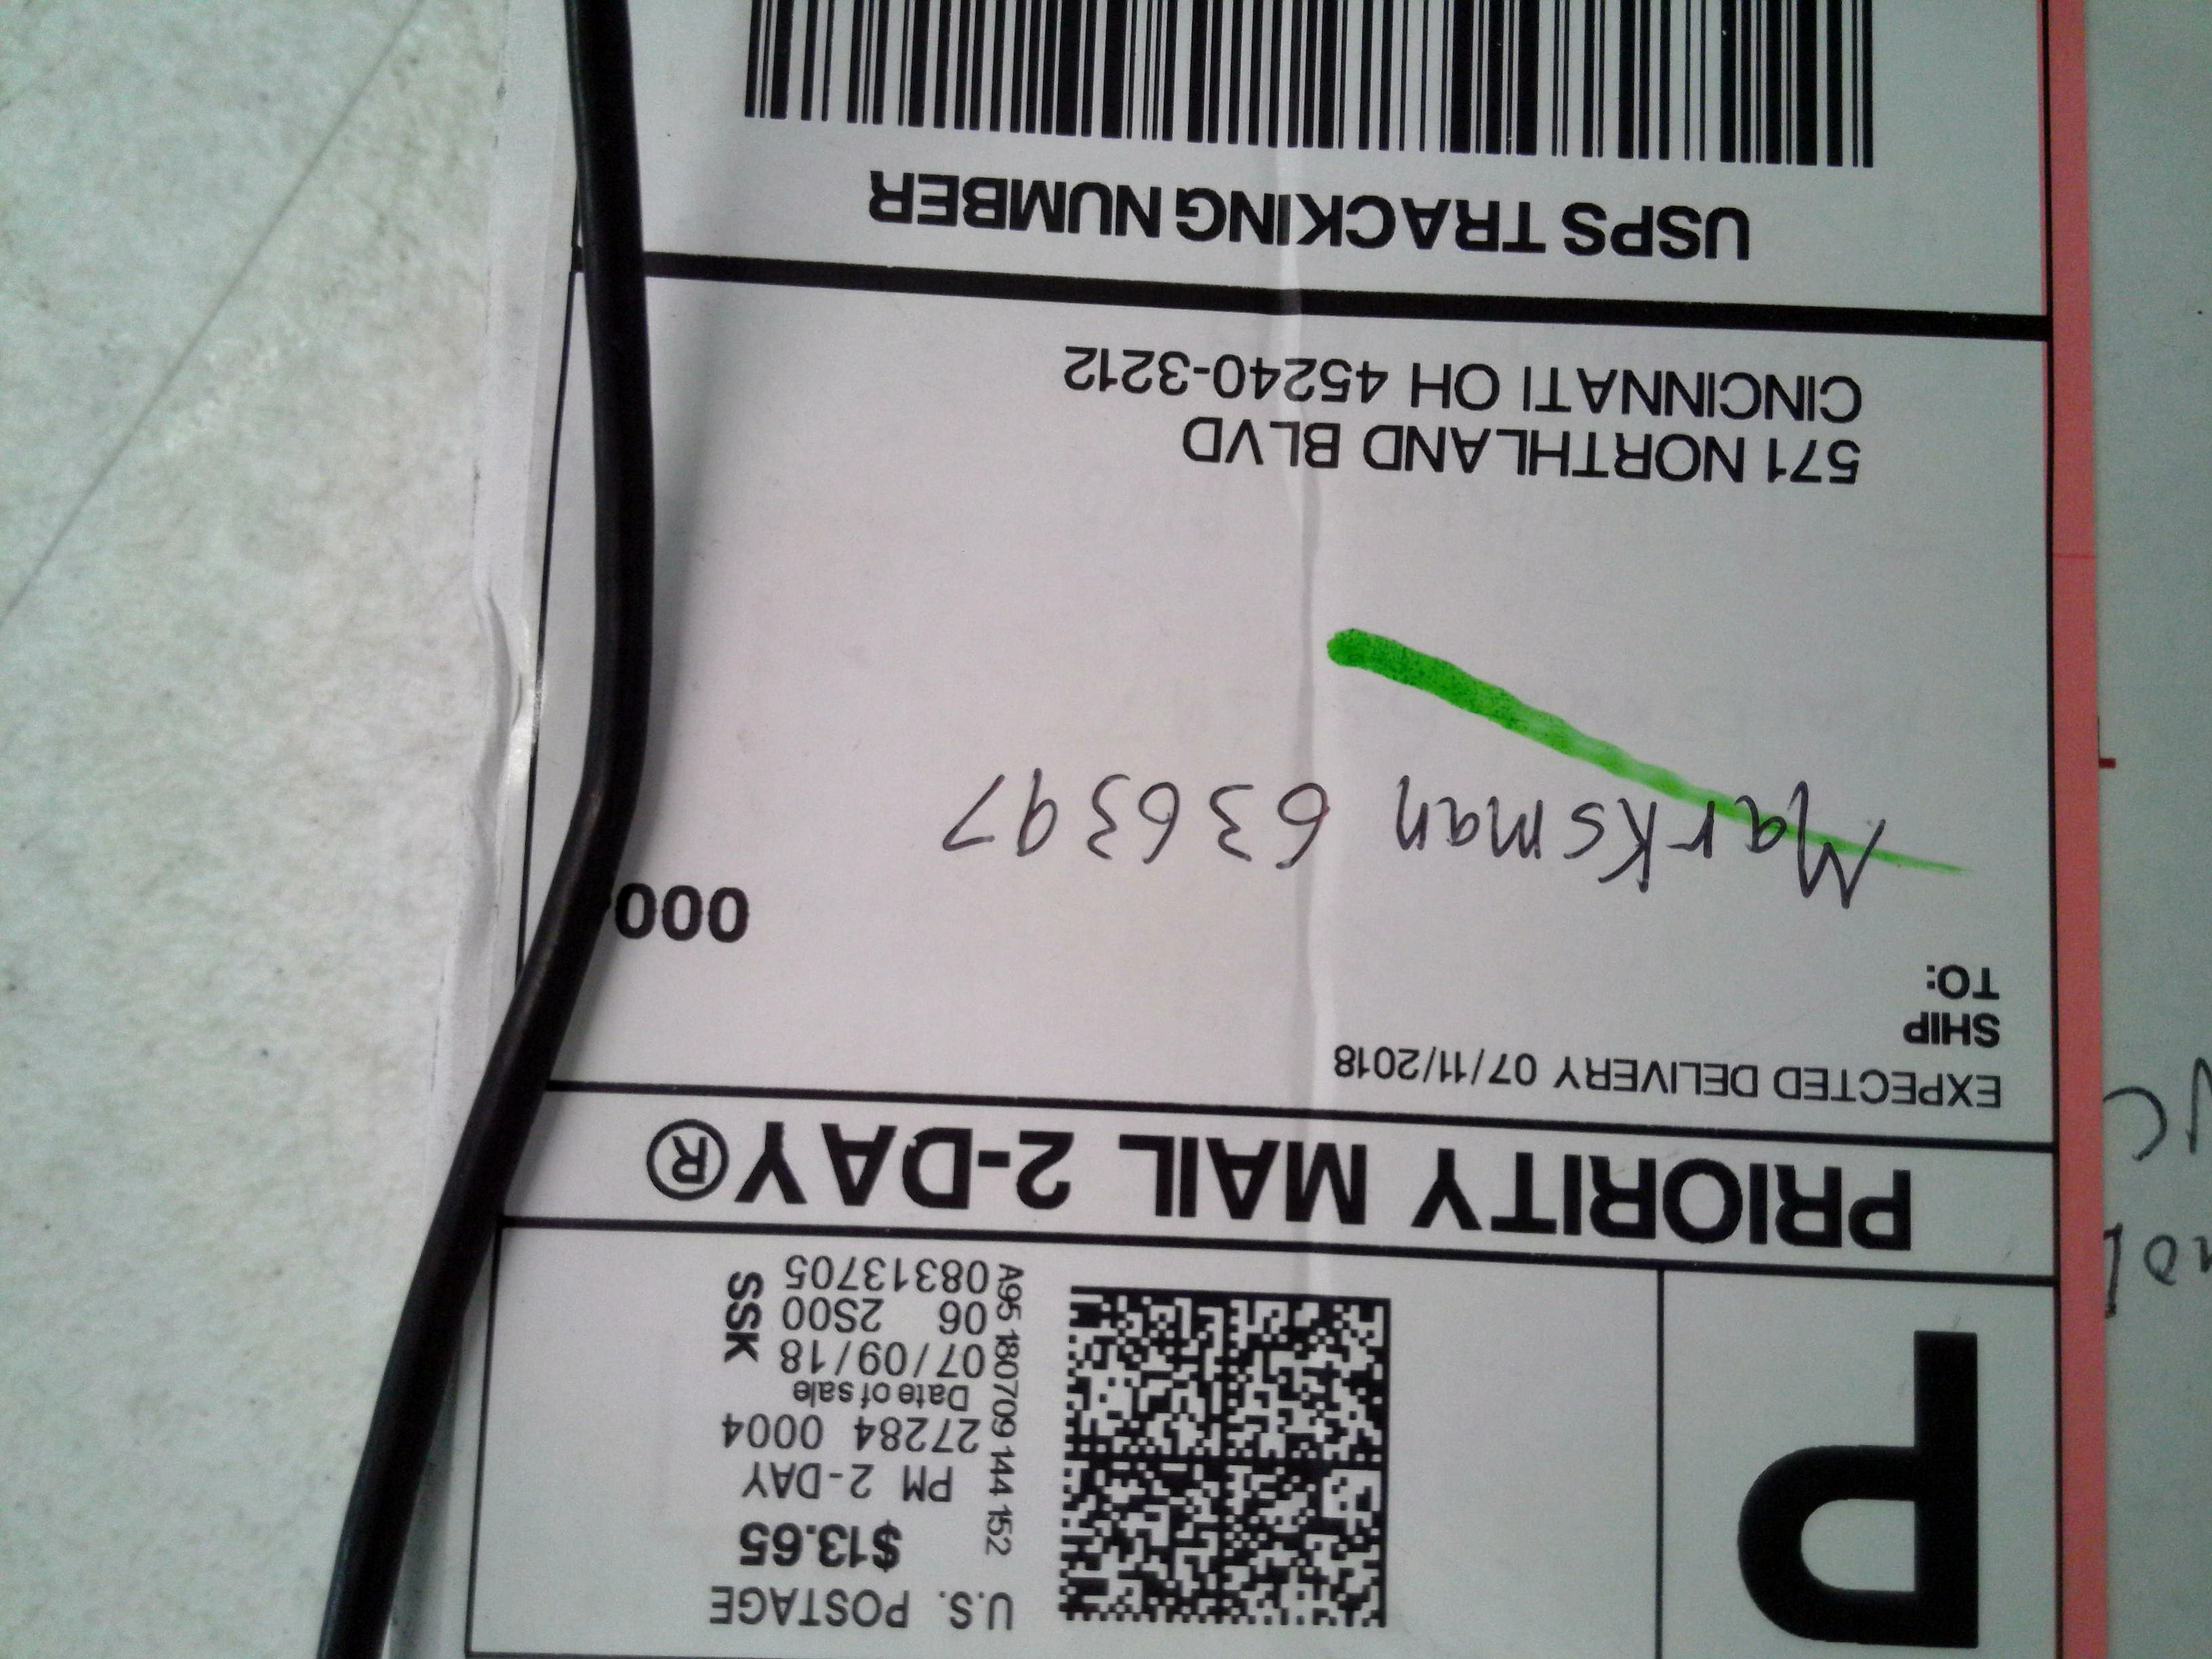 P
U.S. POSTAGE
$13.65
PM 2-DAY
27284 0004
Date of sale
07/09/18
06 2S00
08313705
SSK
A95 180709 144 152
PRIORITY MAIL 2-DAY®
EXPECTED DELIVERY 07/11/2018
SHIP
TO:
000
Marksman 636397
571 NORTHLAND BLVD
CINCINNATI OH 45240-3212
USPS TRACKING NUMBER